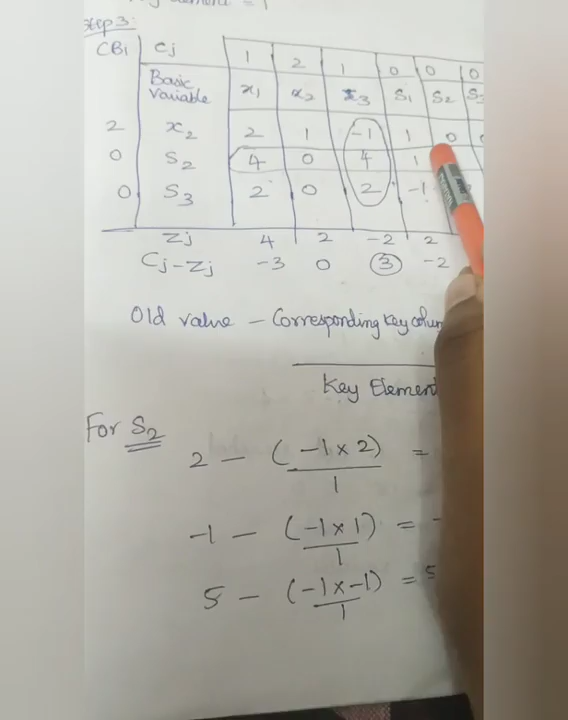 Step 3:
CBi Cj 1 2 1 0 0 0
Basic Variable x1 x2 x3 S1 S2 S3
2 x2 2 1 -1 1 0
0 S2 4 0 4 1
0 S3 2 0 2 -1
Zj 4 2 -2 2
Cj-Zj -3 0 3 -2
Old value - Corresponding Key colum
Key Element
For S2
2 - (-1 x 2) =
1
-1 - (-1 x 1) = -
1
5 - (-1 x -1) = 5
1